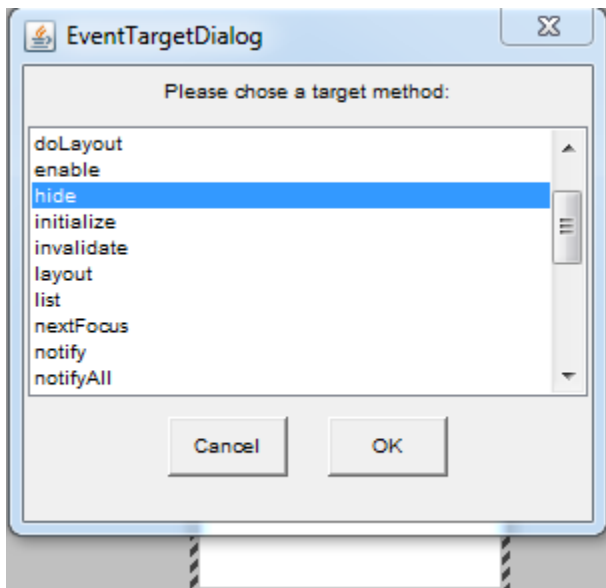 EventTargetDialog
Please chose a target method:
doLayout
enable
hide
initialize
invalidate
layout
list
nextFocus
notify
notifyAll
Cancel OK